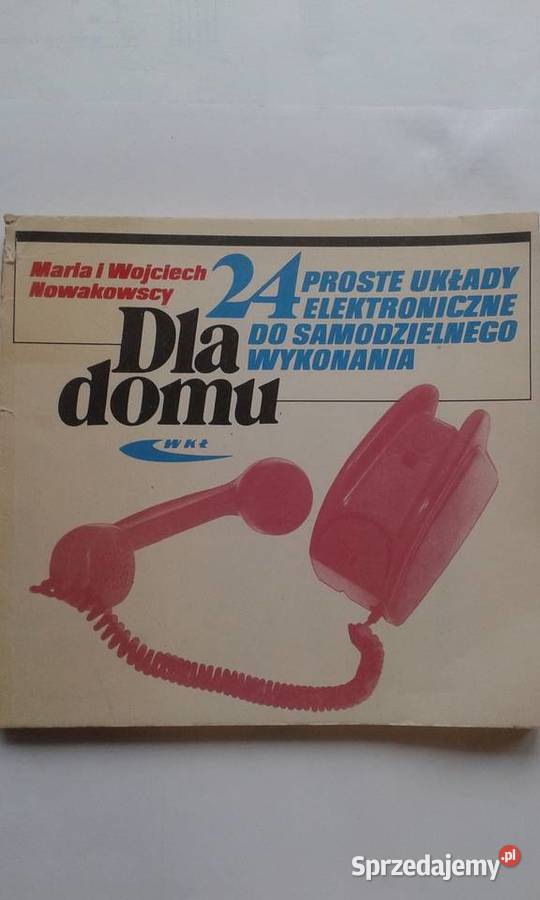 Maria i Wojciech
Nowakowscy
24 PROSTE UKŁADY
ELEKTRONICZNE
DO SAMODZIELNEGO
WYKONANIA
Dla
domu
WKŁ
Sprzedajemy.pl